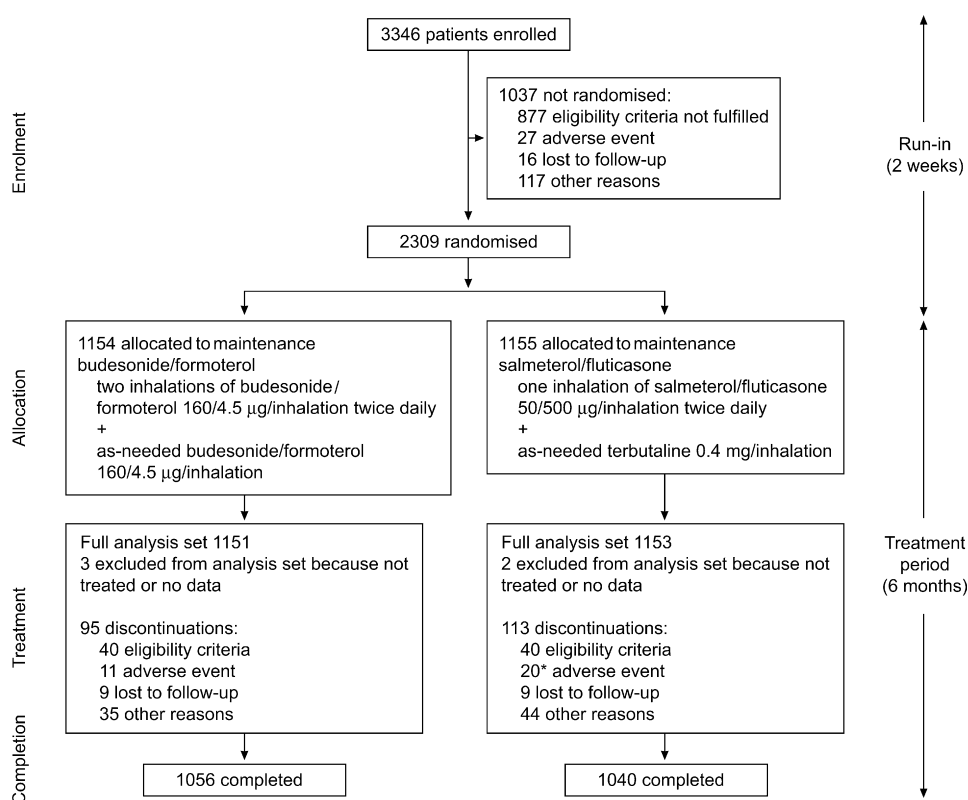 3346 patients enrolled
1037 not randomised:
877 eligibility criteria not fulfilled
27 adverse event
16 lost to follow-up
117 other reasons
Enrolment
Run-in
(2 weeks)
2309 randomised
1154 allocated to maintenance
budesonide/formoterol
two inhalations of budesonide/
formoterol 160/4.5 µg/inhalation twice daily
+
as-needed budesonide/formoterol
160/4.5 µg/inhalation
1155 allocated to maintenance
salmeterol/fluticasone
one inhalation of salmeterol/fluticasone
50/500 µg/inhalation twice daily
+
as-needed terbutaline 0.4 mg/inhalation
Allocation
Full analysis set 1151
3 excluded from analysis set because not
treated or no data
95 discontinuations:
40 eligibility criteria
11 adverse event
9 lost to follow-up
35 other reasons
Full analysis set 1153
2 excluded from analysis set because not
treated or no data
113 discontinuations:
40 eligibility criteria
20* adverse event
9 lost to follow-up
44 other reasons
Treatment
Treatment
period
(6 months)
Completion
1056 completed
1040 completed